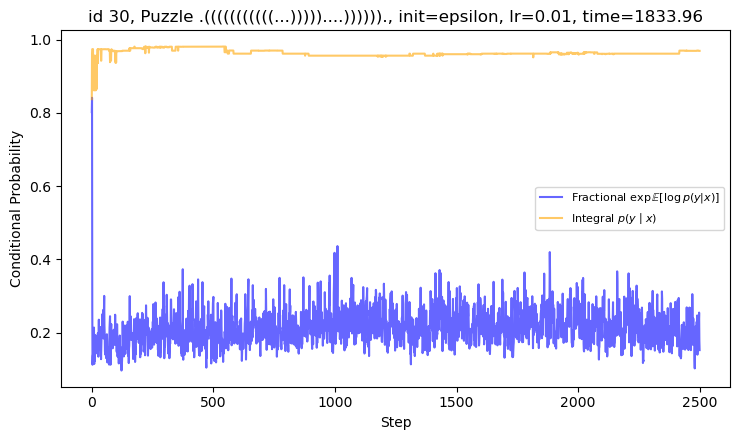 id 30, Puzzle .(((((((((((...)))))....))))))., init=epsilon, lr=0.01, time=1833.96
Conditional Probability
1.0
0.8
0.6
0.4
0.2
Fractional exp𝔼[log p(y|x)]
Integral p(y | x)
0
500
1000
1500
2000
2500
Step